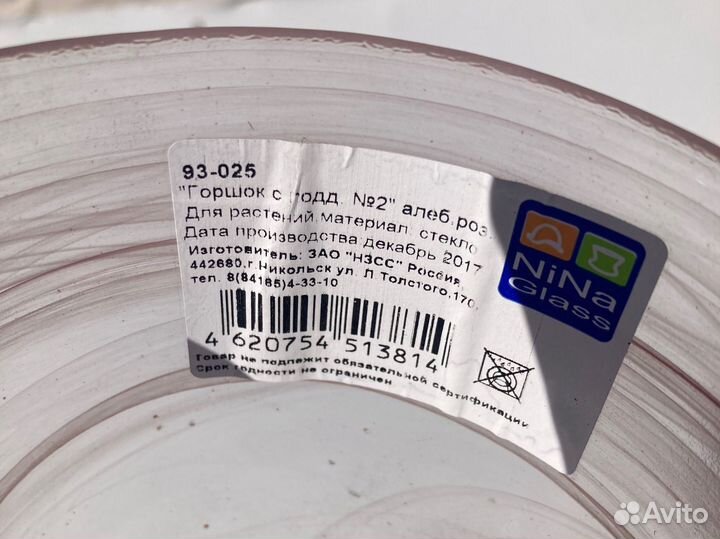 93-025
"Горшок с подд. №2" алеб.роз.
Для растений,материал: стекло
Дата производства декабрь 2017
Изготовитель: ЗАО "НЗСС" Россия,
442680,г.Никольск ул. Л.Толстого,170,
тел. 8(84165)4-33-10
4 620754 513814
Товар не подлежит обязательной сертификации
Срок годности не ограничен
NiNa
Glass
Avito